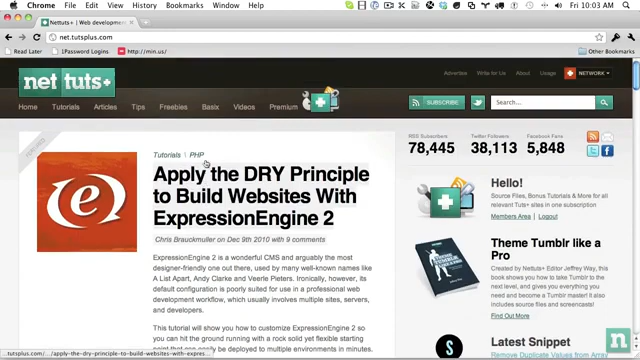 Chrome File Edit View History Bookmarks Window Help
Fri 10:03 AM
Nettuts+ | Web developmen
net.tutsplus.com
Read Later 1Password Logins http://min.us/ Other Bookmarks
nettuts+
Advertise Write for Us About Usage NETWORK
Home Tutorials Articles Tips Freebies Basix Videos Premium
SUBSCRIBE
Search...
Tutorials \ PHP
Apply the DRY Principle
to Build Websites With
ExpressionEngine 2
Chris Brauckmuller on Dec 9th 2010 with 9 comments
ExpressionEngine 2 is a wonderful CMS and arguably the most
designer-friendly one out there, used by many well-known names like
A List Apart, Andy Clarke and Veerle Pieters. Ironically, however, its
default configuration is poorly suited for use in a professional web
development workflow, which usually involves multiple sites, servers,
and developers.
This tutorial will show you how to customize ExpressionEngine 2 so
you can hit the ground running with a rock solid yet flexible starting
point that can easily be deployed to multiple environments in minutes.
RSS Subscribers
78,445
Twitter Followers
38,113
Facebook Fans
5,848
Hello!
Source Files, Bonus Tutorials & More for all
relevant Tuts+ sites in one subscription
Members Area | Logout
Theme Tumblr like a
Pro
Created by Nettuts+ Editor Jeffrey Way,
this book shows you how to take Tumblr
to the next level, and gives you everything
you need and become a Tumblr master! It
also includes source files and screencasts!
Find Out More
Latest Snippet
Remove Duplicate Values from Array
.tutsplus.com/.../apply-the-dry-principle-to-build-websites-with-expres...